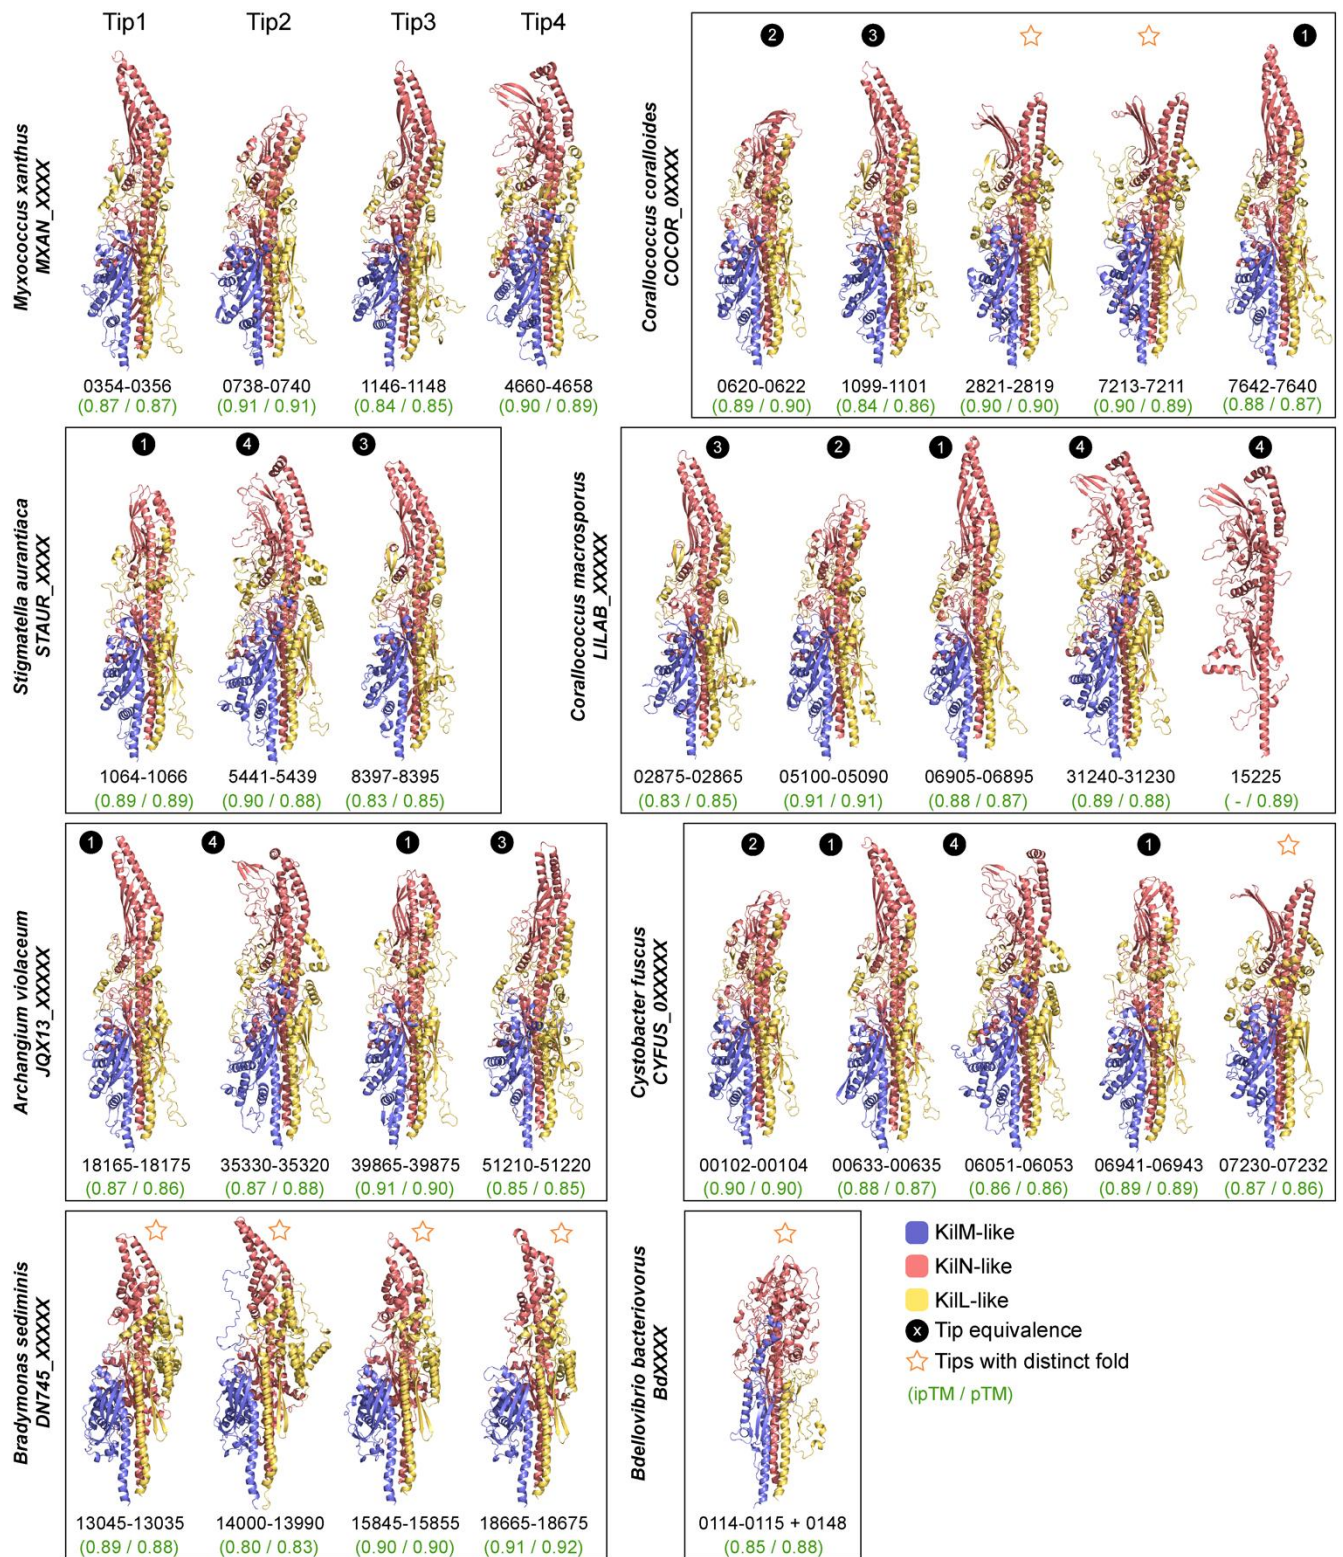 Tip1 Tip2 Tip3 Tip4
Myxococcus xanthus
MXAN_XXXX
0354-0356 0738-0740 1146-1148 4660-4658
(0.87 / 0.87) (0.91 / 0.91) (0.84 / 0.85) (0.90 / 0.89)
Corallococcus coralloides
COCOR_0XXXX
2 3 1
0620-0622 1099-1101 2821-2819 7213-7211 7642-7640
(0.89 / 0.90) (0.84 / 0.86) (0.90 / 0.90) (0.90 / 0.89) (0.88 / 0.87)
Stigmatella aurantiaca
STAUR_XXXX
1 4 3
1064-1066 5441-5439 8397-8395
(0.89 / 0.89) (0.90 / 0.88) (0.83 / 0.85)
Corallococcus macrosporus
LILAB_XXXXX
3 2 1 4 4
02875-02865 05100-05090 06905-06895 31240-31230 15225
(0.83 / 0.85) (0.91 / 0.91) (0.88 / 0.87) (0.89 / 0.88) ( - / 0.89)
Archangium violaceum
JQX13_XXXXX
1 4 1 3
18165-18175 35330-35320 39865-39875 51210-51220
(0.87 / 0.86) (0.87 / 0.88) (0.91 / 0.90) (0.85 / 0.85)
Cystobacter fuscus
CYFUS_0XXXXX
2 1 4 1
00102-00104 00633-00635 06051-06053 06941-06943 07230-07232
(0.90 / 0.90) (0.88 / 0.87) (0.86 / 0.86) (0.89 / 0.89) (0.87 / 0.86)
Bradymonas sediminis
DN745_XXXXX
13045-13035 14000-13990 15845-15855 18665-18675
(0.89 / 0.88) (0.80 / 0.83) (0.90 / 0.90) (0.91 / 0.92)
Bdellovibrio bacteriovorus
BdXXXX
0114-0115 + 0148
(0.85 / 0.88)
KilM-like
KilN-like
KilL-like
x Tip equivalence
Tips with distinct fold
(ipTM / pTM)